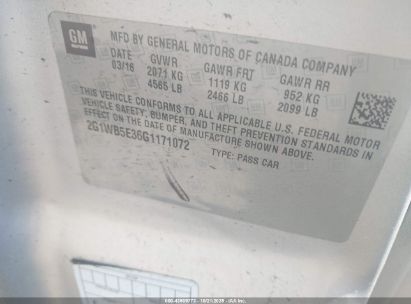 GM
MFD BY GENERAL MOTORS OF CANADA COMPANY
DATE GVWR GAWR FRT GAWR RR
03/16 2071 KG 1119 KG 952 KG
4565 LB 2466 LB 2099 LB
THIS VEHICLE CONFORMS TO ALL APPLICABLE U.S. FEDERAL MOTOR
VEHICLE SAFETY, BUMPER, AND THEFT PREVENTION STANDARDS IN
EFFECT ON THE DATE OF MANUFACTURE SHOWN ABOVE.
2G1WB5E36G1171072
TYPE: PASS CAR